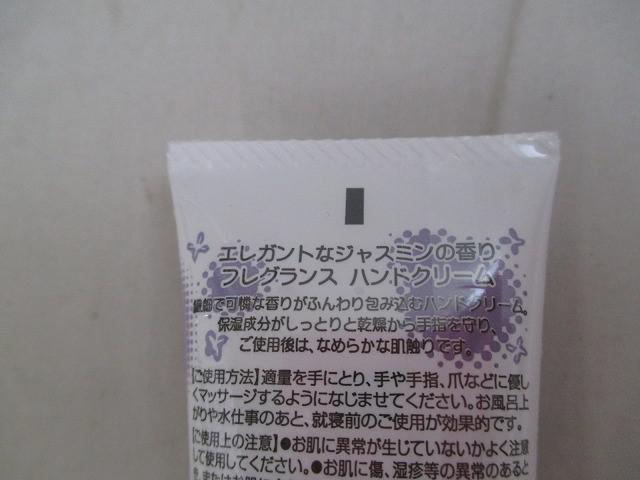 エレガントなジャスミンの香り
フレグランス ハンドクリーム
繊細で可憐な香りがふんわり包み込むハンドクリーム。
保湿成分がしっとりと乾燥から手指を守り、
ご使用後は、なめらかな肌触りです。
【ご使用方法】適量を手にとり、手や手指、爪などに優し
くマッサージするようになじませてください。お風呂上
がりや水仕事のあと、就寝前のご使用が効果的です。
【ご使用上の注意】●お肌に異常が生じていないかよく注意
して使用してください。●お肌に傷、湿疹等の異常のあると